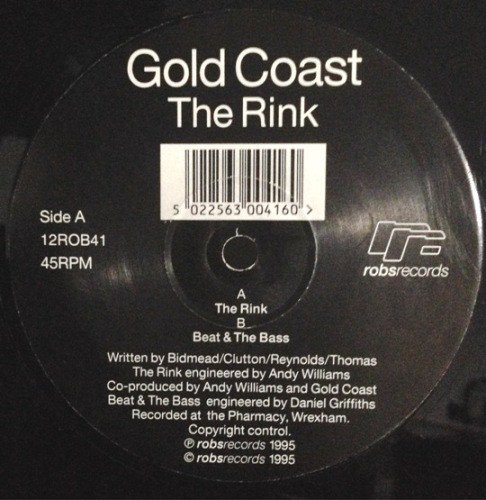 Gold Coast
The Rink
5 022563 004160 >
Side A
12ROB41
45RPM
robsrecords
A
The Rink
B
Beat & The Bass
Written by Bidmead/Clutton/Reynolds/Thomas
The Rink engineered by Andy Williams
Co-produced by Andy Williams and Gold Coast
Beat & The Bass engineered by Daniel Griffiths
Recorded at the Pharmacy, Wrexham.
Copyright control.
℗ robsrecords 1995
© robsrecords 1995